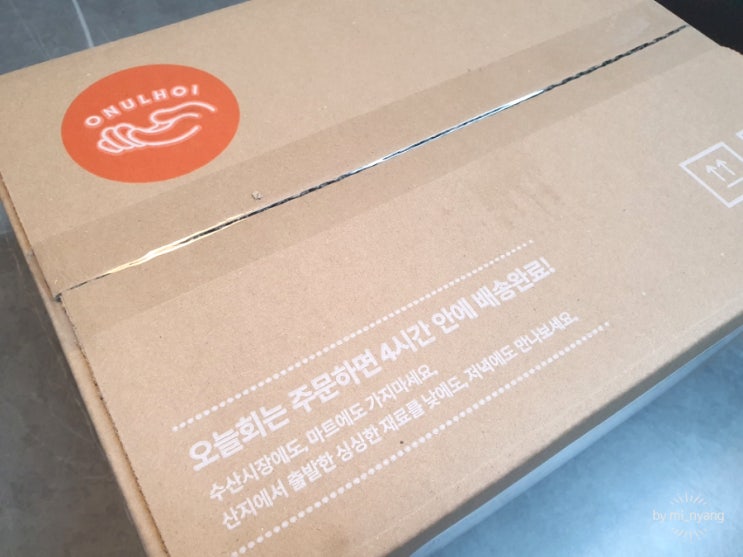 ONULHOI
오늘회는 주문하면 4시간 안에 배송완료!
수산시장에도, 마트에도 가지마세요.
산지에서 출발한 싱싱한 재료를 낮에도, 저녁에도 만나보세요.
by mi_nyang